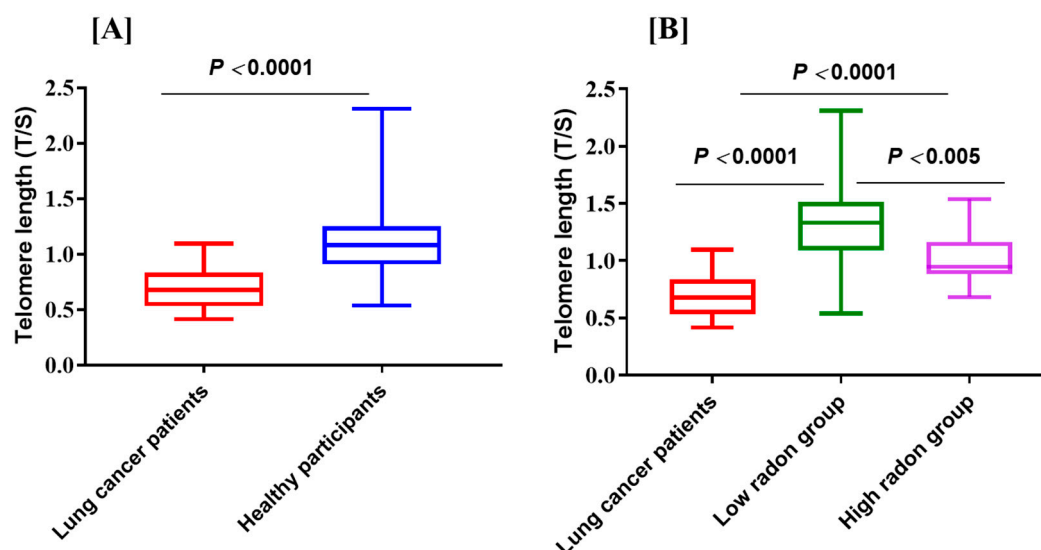 [A]
P < 0.0001
Telomere length (T/S)
2.5
2.0
1.5
1.0
0.5
0.0
Lung cancer patients
Healthy participants
[B]
P < 0.0001
P < 0.0001
P < 0.005
Telomere length (T/S)
2.5
2.0
1.5
1.0
0.5
0.0
Lung cancer patients
Low radon group
High radon group